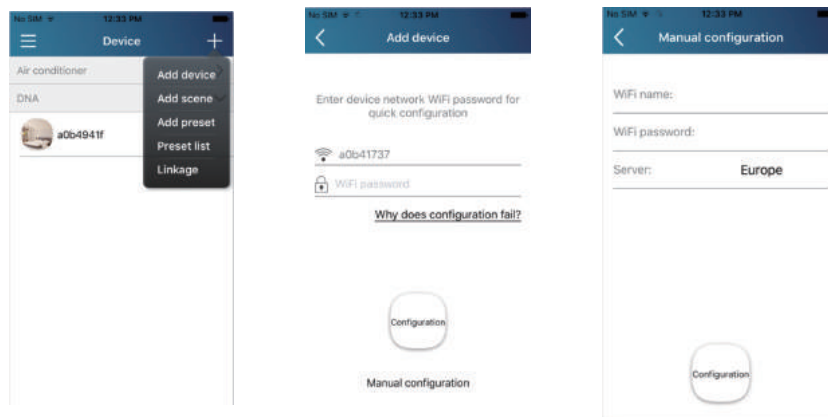 No SIM 12:33 PM
Device +
Air conditioner
Add device
DNA
Add scene
a0b4941f
Add preset
Preset list
Linkage
No SIM 12:33 PM
Add device
Enter device network WiFi password for
quick configuration
a0b41737
WiFi password
Why does configuration fail?
Configuration
Manual configuration
No SIM 12:33 PM
Manual configuration
WiFi name:
WiFi password:
Server: Europe
Configuration